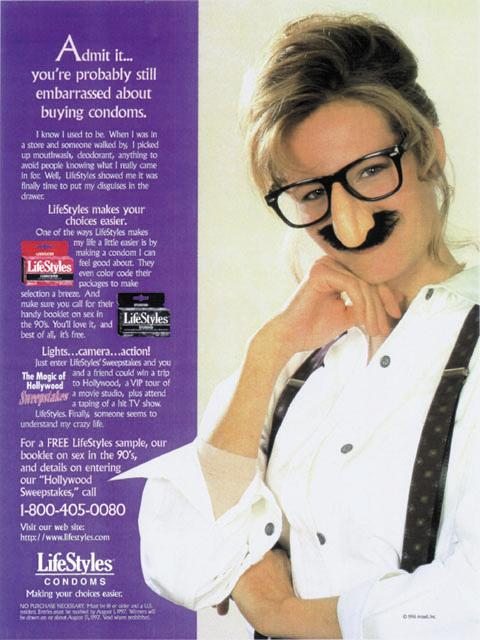 Admit it...
you're probably still
embarrassed about
buying condoms.
I know I used to be. When I was in
a store and someone walked by, I picked
up mouthwash, deodorant, anything to
avoid people knowing what I really came
in for. Well, LifeStyles showed me it was
finally time to put my disguises in the
drawer.
LifeStyles makes your
choices easier.
One of the ways LifeStyles makes
my life a little easier is by
making a condom I can
feel good about. They
even color code their
packages to make
selection a breeze. And
make sure you call for their
handy booklet on sex in
the 90's. You'll love it, and
best of all, it's free.
LifeStyles
LifeStyles
Lights...camera...action!
Just enter LifeStyles' Sweepstakes and you
and a friend could win a trip
to Hollywood, a VIP tour of
a movie studio, plus attend
a taping of a hit TV show.
LifeStyles. Finally, someone seems to
understand my crazy life.
The Magic of
Hollywood
Sweepstakes
For a FREE LifeStyles sample, our
booklet on sex in the 90's,
and details on entering
our "Hollywood
Sweepstakes," call
1-800-405-0080
Visit our web site:
http://www.lifestyles.com
LifeStyles®
CONDOMS
Making your choices easier.
NO PURCHASE NECESSARY. Must be 18 or older and a U.S.
resident. Entries must be received by August 1, 1997. Winners will
be drawn on or about August 15, 1997. Void where prohibited.
© 1996 Ansell, Inc.